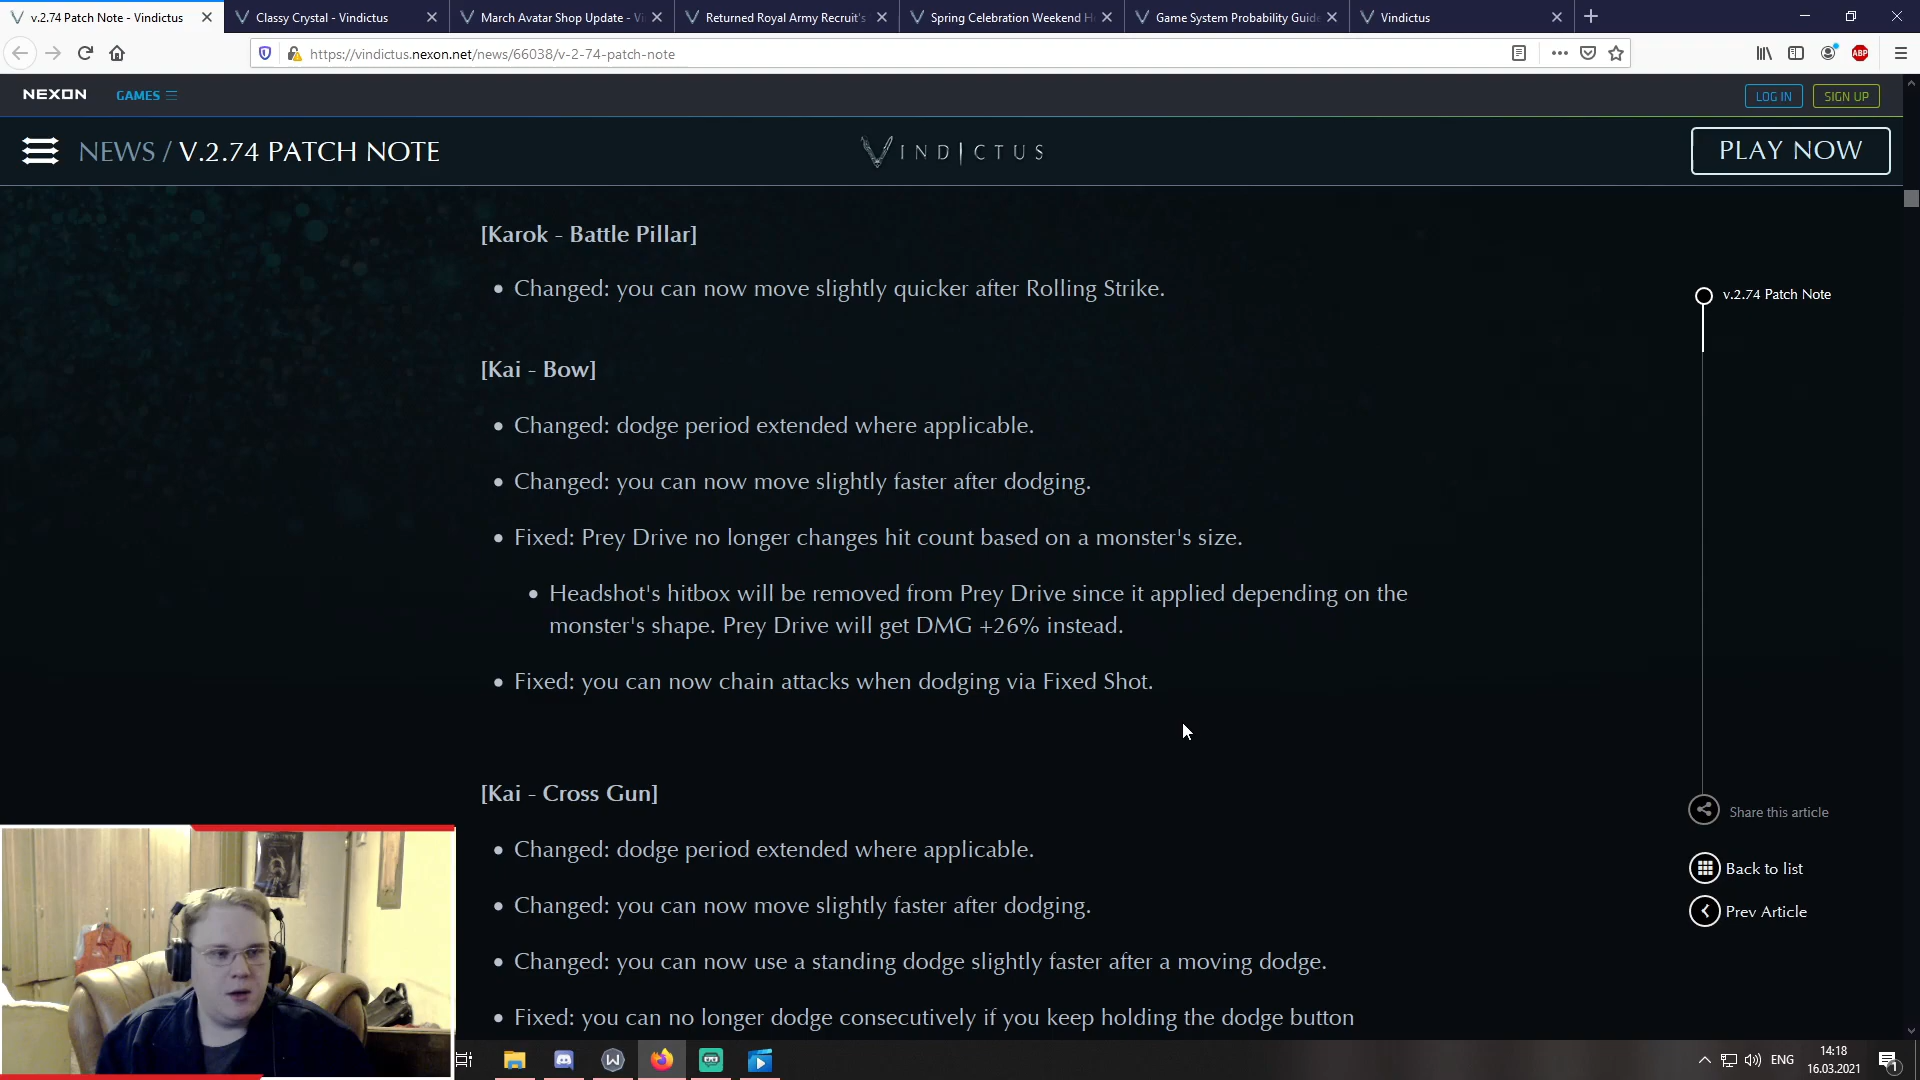 v.2.74 Patch Note - Vindictus
Classy Crystal - Vindictus
March Avatar Shop Update - Vi
Returned Royal Army Recruit's
Spring Celebration Weekend H
Game System Probability Guide
Vindictus
https://vindictus.nexon.net/news/66038/v-2-74-patch-note
ABP
NEXON
GAMES
LOG IN
SIGN UP
NEWS / V.2.74 PATCH NOTE
VINDICTUS
PLAY NOW
[Karok - Battle Pillar]
• Changed: you can now move slightly quicker after Rolling Strike.
v.2.74 Patch Note
[Kai - Bow]
• Changed: dodge period extended where applicable.
• Changed: you can now move slightly faster after dodging.
• Fixed: Prey Drive no longer changes hit count based on a monster's size.
• Headshot's hitbox will be removed from Prey Drive since it applied depending on the
monster's shape. Prey Drive will get DMG +26% instead.
• Fixed: you can now chain attacks when dodging via Fixed Shot.
[Kai - Cross Gun]
• Changed: dodge period extended where applicable.
• Changed: you can now move slightly faster after dodging.
• Changed: you can now use a standing dodge slightly faster after a moving dodge.
• Fixed: you can no longer dodge consecutively if you keep holding the dodge button
Share this article
Back to list
Prev Article
ENG
14:18
16.03.2021
1